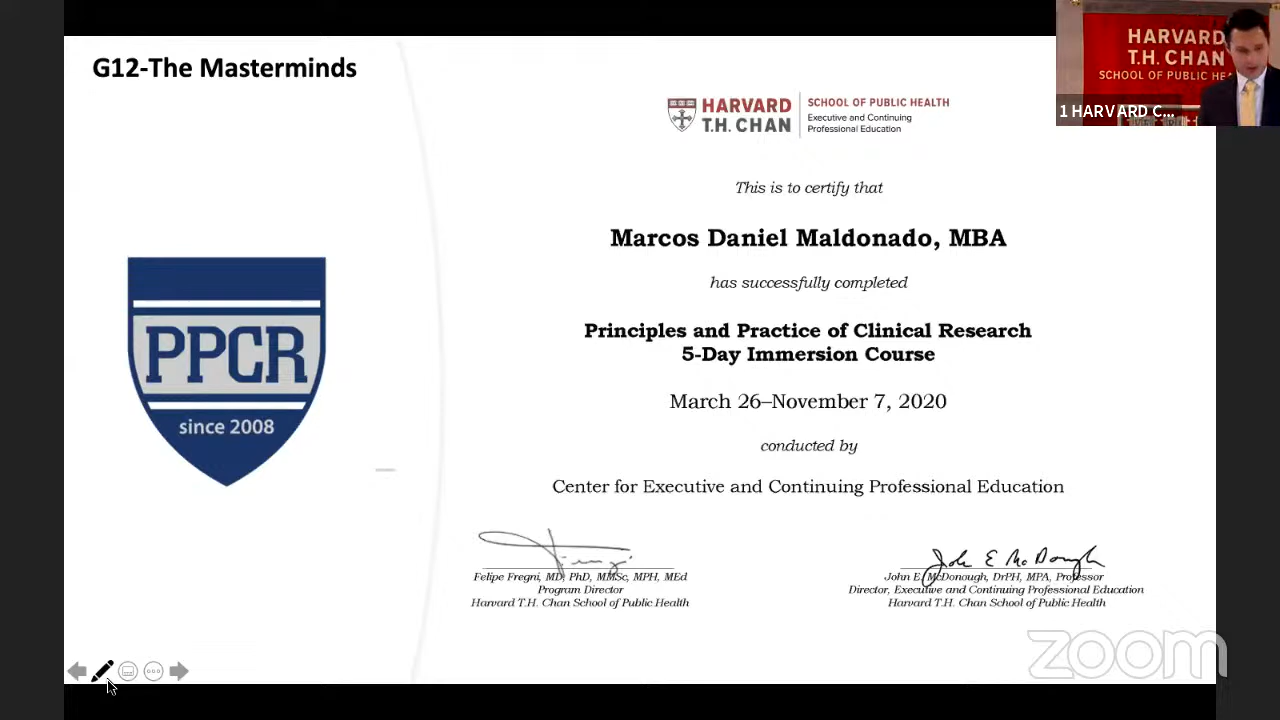 G12-The Masterminds
HARVARD
T.H. CHAN
SCHOOL OF PUBLIC HEALTH
Executive and Continuing
Professional Education
This is to certify that
Marcos Daniel Maldonado, MBA
has successfully completed
Principles and Practice of Clinical Research
5-Day Immersion Course
March 26–November 7, 2020
conducted by
Center for Executive and Continuing Professional Education
PPCR
since 2008
John E McDonough
Felipe Fregni, MD, PhD, MMSc, MPH, MEd
Program Director
Harvard T.H. Chan School of Public Health
John E. McDonough, DrPH, MPA, Professor
Director, Executive and Continuing Professional Education
Harvard T.H. Chan School of Public Health
HARVARD
T.H. CHAN
SCHOOL OF PUBLIC HEA
1 HARVARD C...
zoom